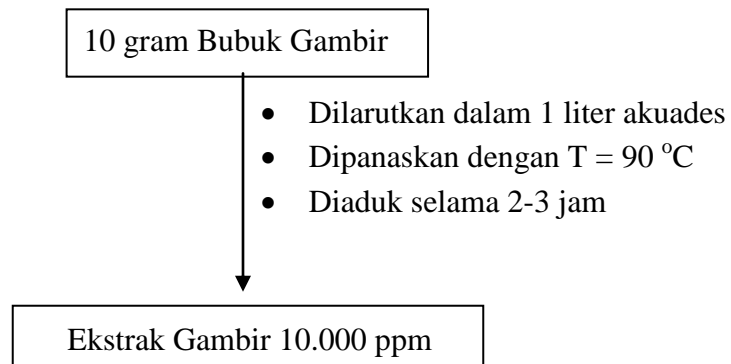 10 gram Bubuk Gambir
• Dilarutkan dalam 1 liter akuades
• Dipanaskan dengan T = 90 °C
• Diaduk selama 2-3 jam
Ekstrak Gambir 10.000 ppm